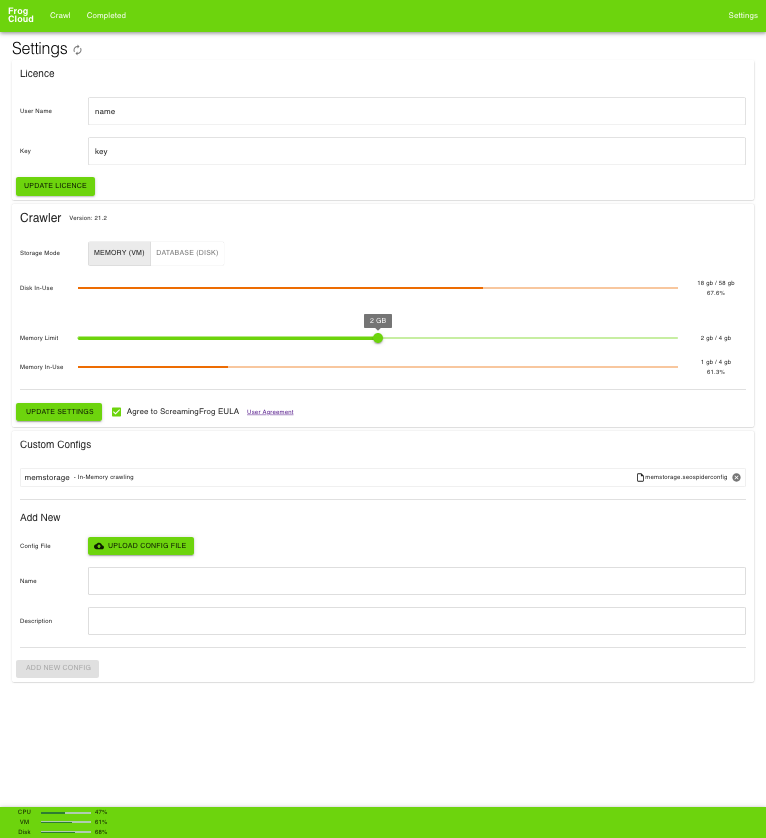 Frog
Cloud
Crawl
Completed
Settings
Settings
Licence
User Name
name
Key
key
UPDATE LICENCE
Crawler
Version: 21.2
Storage Mode
MEMORY (VM)
DATABASE (DISK)
Disk In-Use
18 gb / 58 gb
67.6%
2 GB
Memory Limit
2 gb / 4 gb
Memory In-Use
1 gb / 4 gb
61.3%
UPDATE SETTINGS
Agree to ScreamingFrog EULA
User Agreement
Custom Configs
memstorage - In-Memory crawling
memstorage.seospiderconfig
Add New
Config File
UPLOAD CONFIG FILE
Name
Description
ADD NEW CONFIG
CPU 47%
VM 61%
Disk 68%